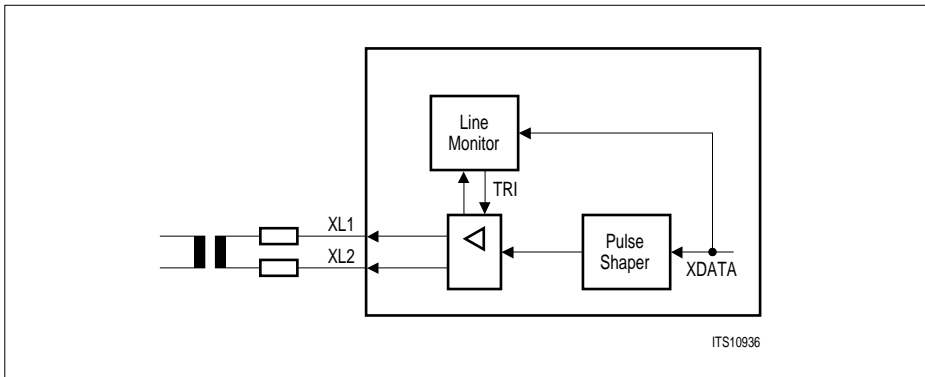 Line
Monitor
TRI
XL1
XL2
Pulse
Shaper
XDATA
ITS10936